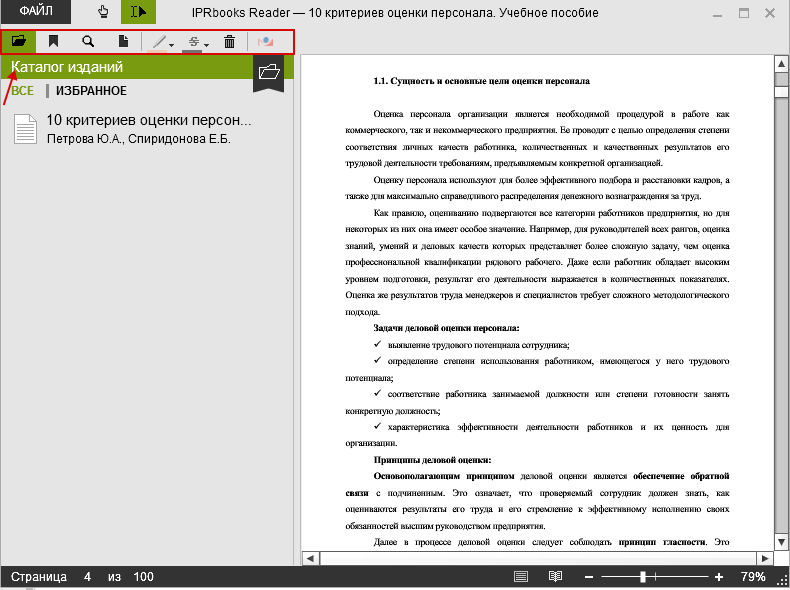 ФАЙЛ
IPRbooks Reader — 10 критериев оценки персонала. Учебное пособие
Каталог изданий
ВСЕ | ИЗБРАННОЕ
10 критериев оценки персон...
Петрова Ю.А., Спиридонова Е.Б.
1.1. Сущность и основные цели оценки персонала
Оценка персонала организации является необходимой процедурой в работе как
коммерческого, так и некоммерческого предприятия. Ее проводят с целью определения степени
соответствия личных качеств работника, количественных и качественных результатов его
трудовой деятельности требованиям, предъявляемым конкретной организацией.
Оценку персонала используют для более эффективного подбора и расстановки кадров, а
также для максимально справедливого распределения денежного вознаграждения за труд.
Как правило, оцениванию подвергаются все категории работников предприятия, но для
некоторых из них она имеет особое значение. Например, для руководителей всех рангов, оценка
знаний, умений и деловых качеств которых представляет более сложную задачу, чем оценка
профессиональной квалификации рядового рабочего. Даже если работник обладает высоким
уровнем подготовки, результат его деятельности выражается в количественных показателях.
Оценка же результатов труда менеджеров и специалистов требует сложного методологического
подхода.
Задачи деловой оценки персонала:
✓ выявление трудового потенциала сотрудника;
✓ определение степени использования работником, имеющегося у него трудового
потенциала;
✓ соответствие работника занимаемой должности или степени готовности занять
конкретную должность;
✓ характеристика эффективности деятельности работников и их ценность для
организации.
Принципы деловой оценки:
Основополагающим принципом деловой оценки является обеспечение обратной
связи с подчиненным. Это означает, что проверяемый сотрудник должен знать, как
оцениваются результаты его труда и его стремление к эффективному исполнению своих
обязанностей высшим руководством предприятия.
Далее в процессе деловой оценки следует соблюдать принцип гласности. Это
Страница 4 из 100
79%